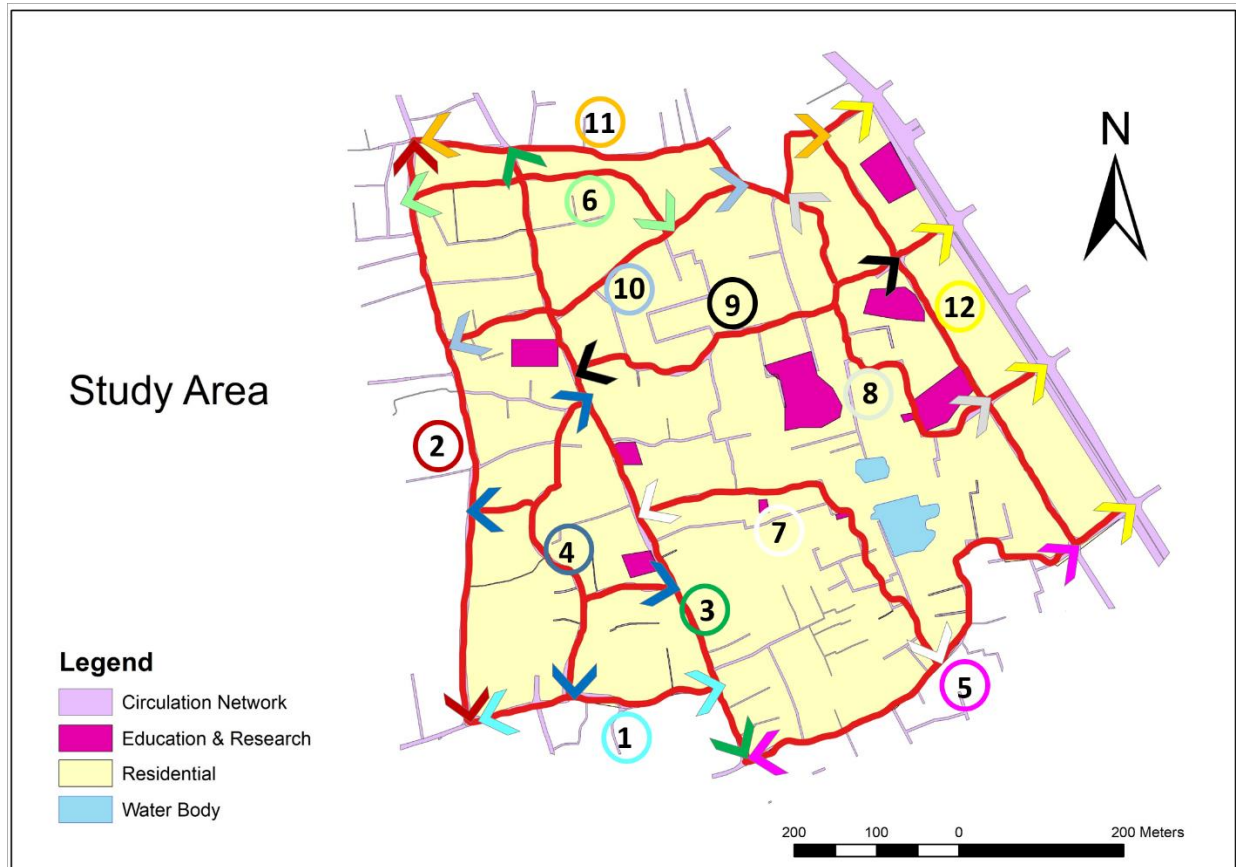 N
11
6
10
9
12
Study Area
8
2
7
4
3
5
1
Legend
Circulation Network
Education & Research
Residential
Water Body
200 100 0 200 Meters